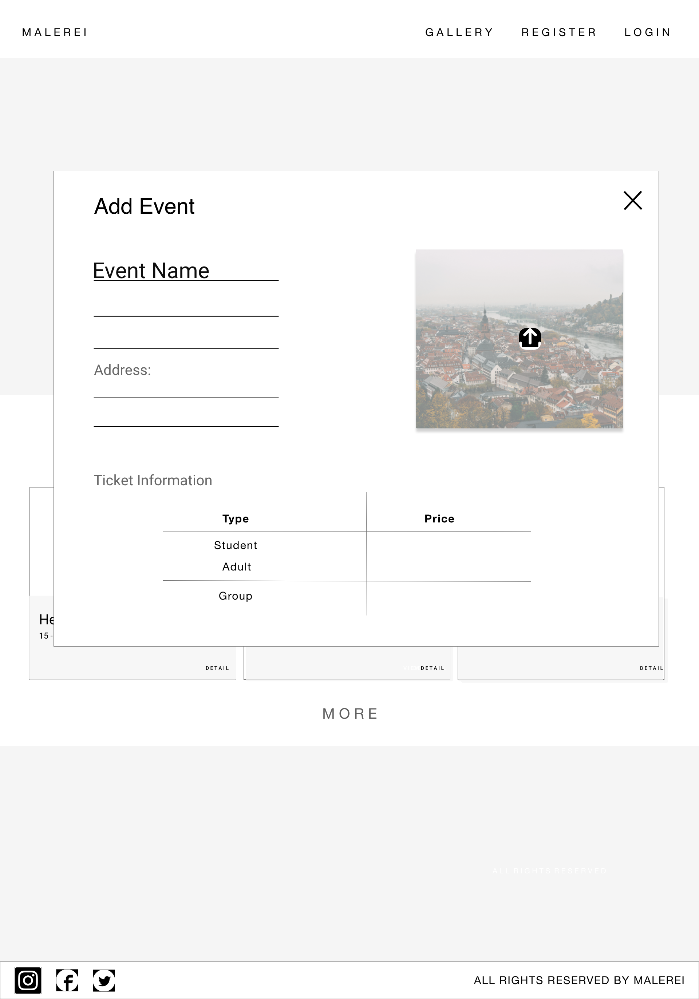 MALEREI GALLERY REGISTER LOGIN
Add Event
Event Name
Address:
Ticket Information
Type Price
Student
Adult
Group
He
15 -
DETAIL DETAIL DETAIL
MORE
ALL RIGHTS RESERVED
ALL RIGHTS RESERVED BY MALEREI